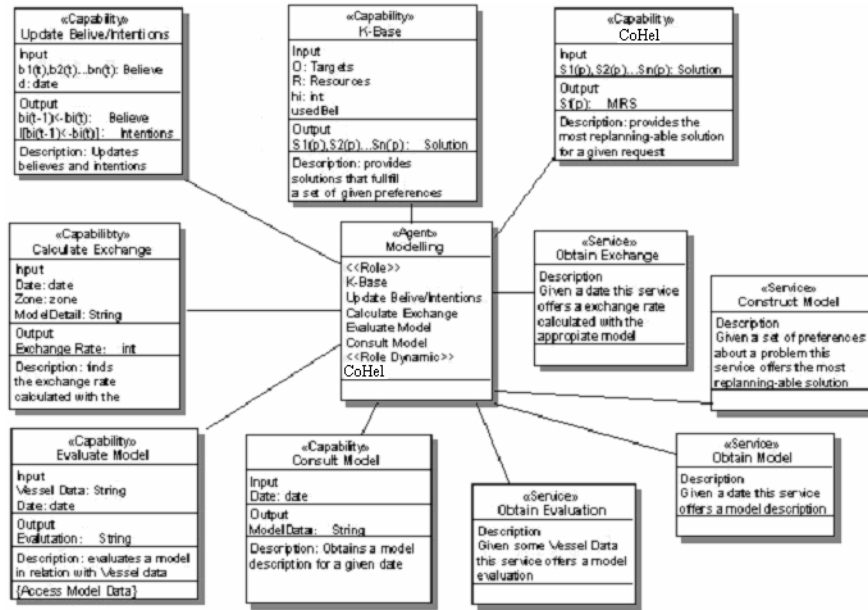 «Capability»
Update Belive/Intentions
Input
b1(t),b2(t)...bn(t): Believe
d: date
Output
bi(t-1)<-bi(t): Believe
I[bi(t-1)<-bi(t)]: Intentions
Description: Updates
believes and intentions
«Capability»
K-Base
Input
O: Targets
R: Resources
hi: int
usedBel
Output
S1(p),S2(p)...Sn(p): Solution
Description: provides
solutions that fullfill
a set of given preferences
«Capability»
CoHel
Input
S1(p),S2(p)...Sn(p): Solution
Output
Sf(p): MRS
Description: provides the
most replanning-able solution
for a given request
«Capability»
Calculate Exchange
Input
Date: date
Zone: zone
ModelDetail: String
Output
Exchange Rate: int
Description: finds
the exchange rate
calculated with the
«Agent»
Modelling
<<Role>>
K-Base
Update Belive/Intentions
Calculate Exchange
Evaluate Model
Consult Model
<<Role Dynamic>>
CoHel
«Service»
Obtain Exchange
Description
Given a date this service
offers a exchange rate
calculated with the
appropiate model
«Service»
Construct Model
Description
Given a set of preferences
about a problem this
service offers the most
replanning-able solution
«Capability»
Evaluate Model
Input
Vessel Data: String
Date: date
Output
Evalutation: String
Description: evaluates a model
in relation with Vessel data
{Access Model Data}
«Capability»
Consult Model
Input
Date: date
Output
ModelData: String
Description: Obtains a model
description for a given date
«Service»
Obtain Evaluation
Description
Given some Vessel Data
this service offers a model
evaluation
«Service»
Obtain Model
Description
Given a date this service
offers a model description